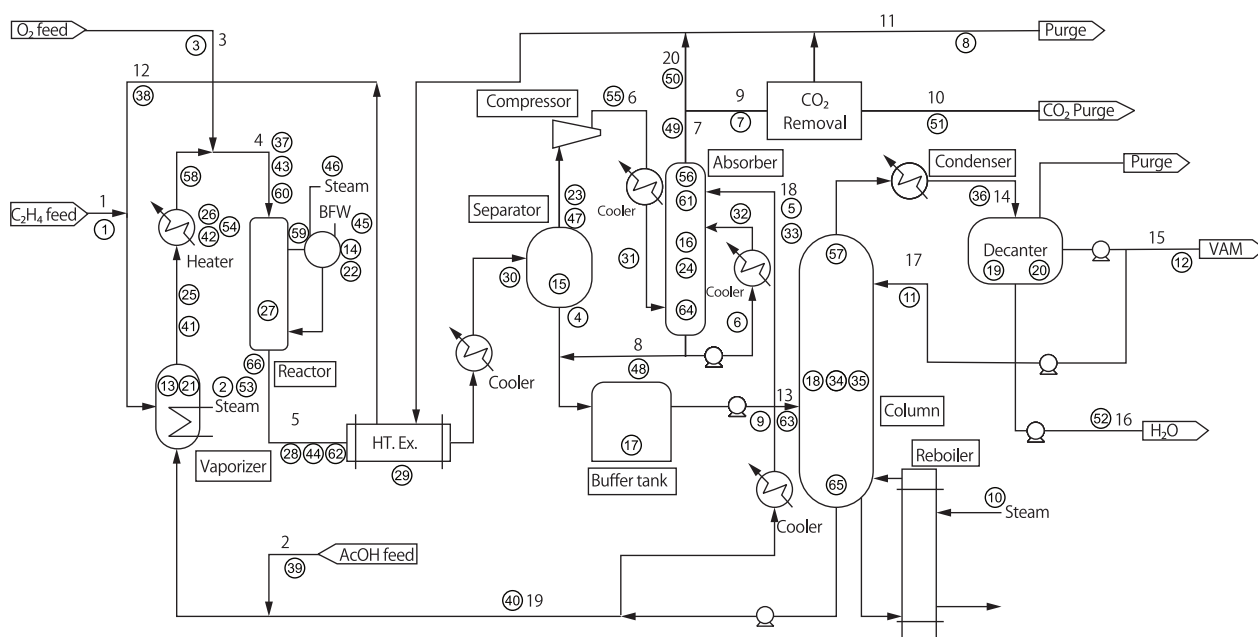 O₂ feed
3
③
11
⑧
Purge
12
㊳
20
㊿
Compressor
55
6
9
⑦
CO₂
Removal
10
51
CO₂ Purge
4
㊲
㊸
60
㊻
Steam
BFW
㊺
㊾
7
Absorber
Condenser
㊱
14
Purge
58
C₂H₄ feed
1
①
㉖
54
㊷
Heater
59
⑭
㉒
Separator
㉓
㊼
Cooler
56
61
18
⑤
㉝
㉜
57
Decanter
⑲
⑳
15
⑫
VAM
㉕
㊶
㉗
㉚
⑮
④
㉛
⑯
㉔
64
Cooler
⑥
17
⑪
66
Reactor
⑬
㉑
②
53
Steam
Vaporizer
5
㉘
㊹
62
HT. Ex.
㉙
Cooler
8
㊽
⑰
Buffer tank
⑨
13
63
⑱
㉞
㉟
Column
65
52
16
H₂O
Reboiler
⑩
Steam
Cooler
2
㊴
AcOH feed
㊵
19